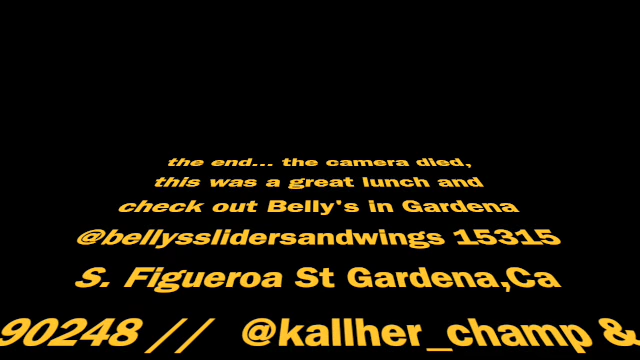 the end... the camera died,
this was a great lunch and
check out Belly's in Gardena
@bellysslidersandwings 15315
S. Figueroa St Gardena,Ca
90248 // @kallher_champ &